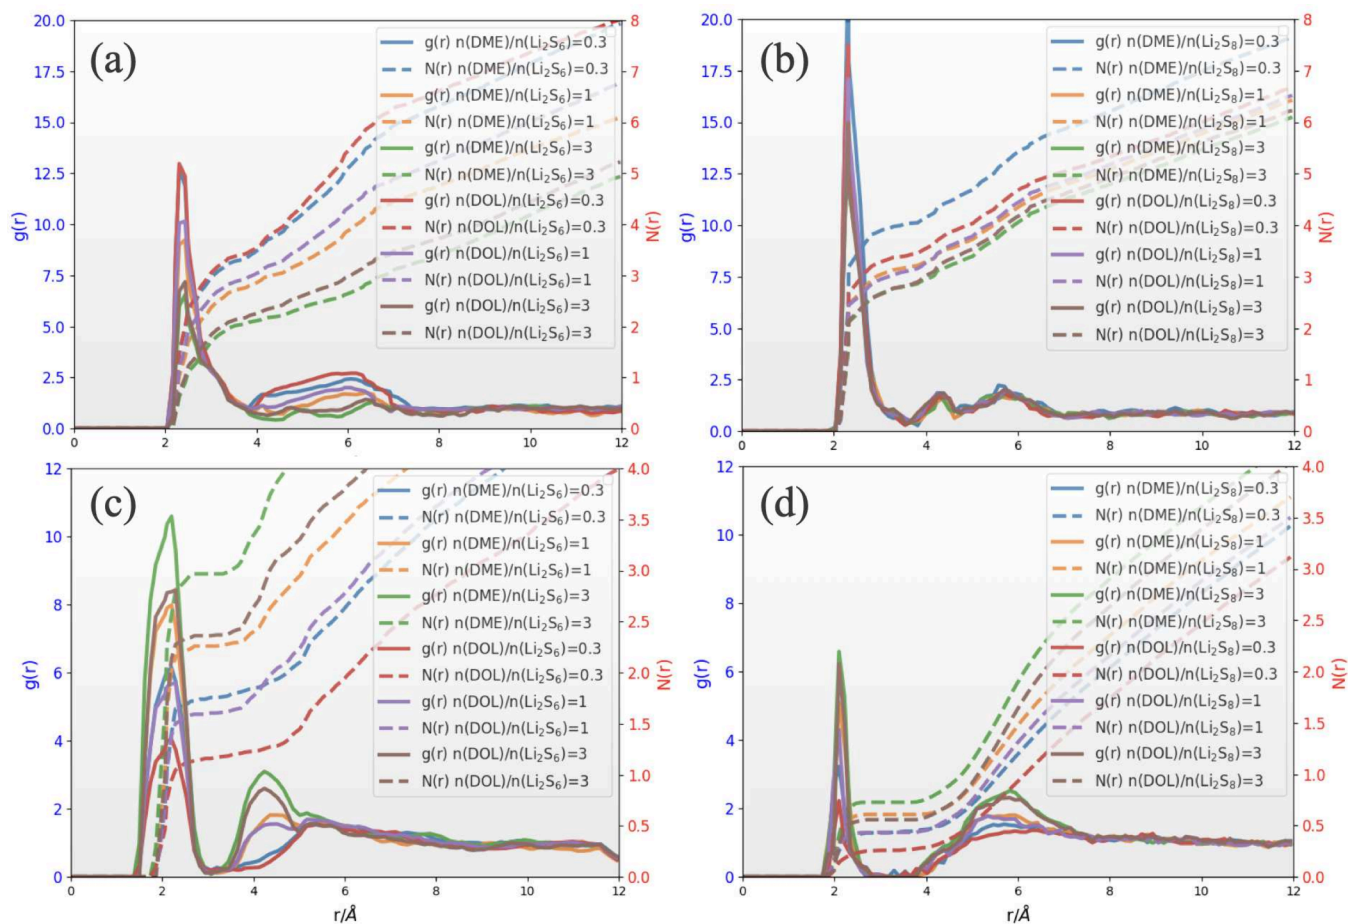 (a)
20.0
17.5
15.0
12.5
10.0
7.5
5.0
2.5
0.0
g(r)
0 2 4 6 8 10 12
8
7
6
5
4
3
2
1
0
N(r)
g(r) n(DME)/n(Li₂S₆)=0.3
N(r) n(DME)/n(Li₂S₆)=0.3
g(r) n(DME)/n(Li₂S₆)=1
N(r) n(DME)/n(Li₂S₆)=1
g(r) n(DME)/n(Li₂S₆)=3
N(r) n(DME)/n(Li₂S₆)=3
g(r) n(DOL)/n(Li₂S₆)=0.3
N(r) n(DOL)/n(Li₂S₆)=0.3
g(r) n(DOL)/n(Li₂S₆)=1
N(r) n(DOL)/n(Li₂S₆)=1
g(r) n(DOL)/n(Li₂S₆)=3
N(r) n(DOL)/n(Li₂S₆)=3
(b)
20.0
17.5
15.0
12.5
10.0
7.5
5.0
2.5
0.0
g(r)
0 2 4 6 8 10 12
8
7
6
5
4
3
2
1
0
N(r)
g(r) n(DME)/n(Li₂S₈)=0.3
N(r) n(DME)/n(Li₂S₈)=0.3
g(r) n(DME)/n(Li₂S₈)=1
N(r) n(DME)/n(Li₂S₈)=1
g(r) n(DME)/n(Li₂S₈)=3
N(r) n(DME)/n(Li₂S₈)=3
g(r) n(DOL)/n(Li₂S₈)=0.3
N(r) n(DOL)/n(Li₂S₈)=0.3
g(r) n(DOL)/n(Li₂S₈)=1
N(r) n(DOL)/n(Li₂S₈)=1
g(r) n(DOL)/n(Li₂S₈)=3
N(r) n(DOL)/n(Li₂S₈)=3
(c)
12
10
8
6
4
2
0
g(r)
0 2 4 6 8 10 12
r/Å
4.0
3.5
3.0
2.5
2.0
1.5
1.0
0.5
0.0
N(r)
g(r) n(DME)/n(Li₂S₆)=0.3
N(r) n(DME)/n(Li₂S₆)=0.3
g(r) n(DME)/n(Li₂S₆)=1
N(r) n(DME)/n(Li₂S₆)=1
g(r) n(DME)/n(Li₂S₆)=3
N(r) n(DME)/n(Li₂S₆)=3
g(r) n(DOL)/n(Li₂S₆)=0.3
N(r) n(DOL)/n(Li₂S₆)=0.3
g(r) n(DOL)/n(Li₂S₆)=1
N(r) n(DOL)/n(Li₂S₆)=1
g(r) n(DOL)/n(Li₂S₆)=3
N(r) n(DOL)/n(Li₂S₆)=3
(d)
12
10
8
6
4
2
0
g(r)
0 2 4 6 8 10 12
r/Å
4.0
3.5
3.0
2.5
2.0
1.5
1.0
0.5
0.0
N(r)
g(r) n(DME)/n(Li₂S₈)=0.3
N(r) n(DME)/n(Li₂S₈)=0.3
g(r) n(DME)/n(Li₂S₈)=1
N(r) n(DME)/n(Li₂S₈)=1
g(r) n(DME)/n(Li₂S₈)=3
N(r) n(DME)/n(Li₂S₈)=3
g(r) n(DOL)/n(Li₂S₈)=0.3
N(r) n(DOL)/n(Li₂S₈)=0.3
g(r) n(DOL)/n(Li₂S₈)=1
N(r) n(DOL)/n(Li₂S₈)=1
g(r) n(DOL)/n(Li₂S₈)=3
N(r) n(DOL)/n(Li₂S₈)=3